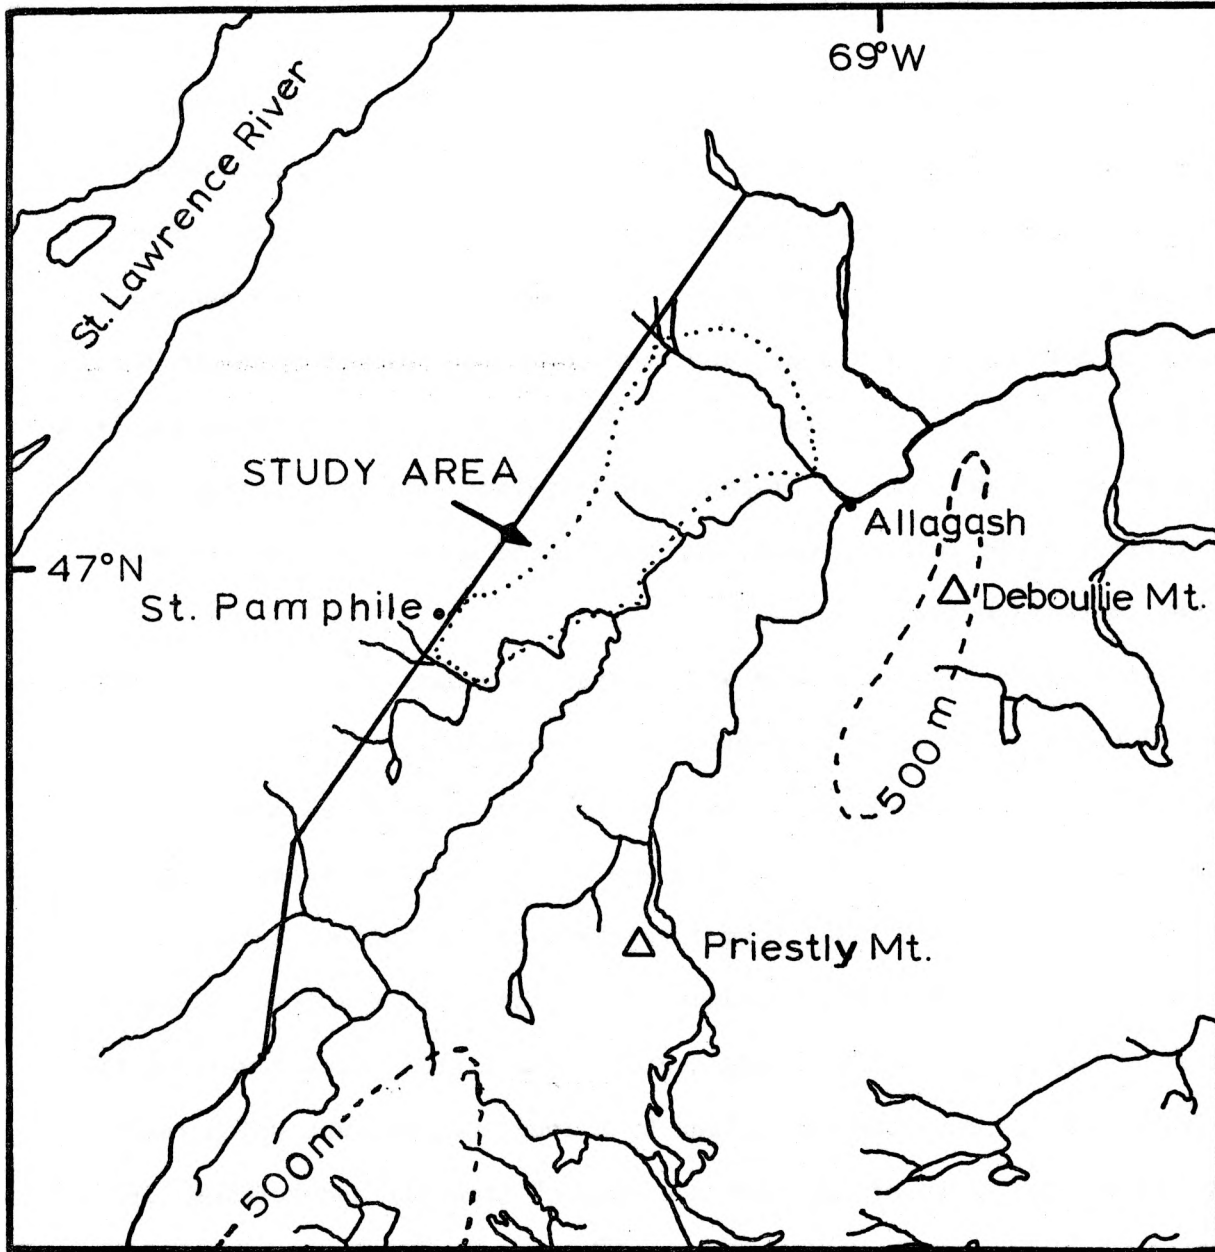 69°W
St. Lawrence River
STUDY AREA
Allagash
47°N
St. Pamphile
Deboullie Mt.
500 m
Priestly Mt.
500m